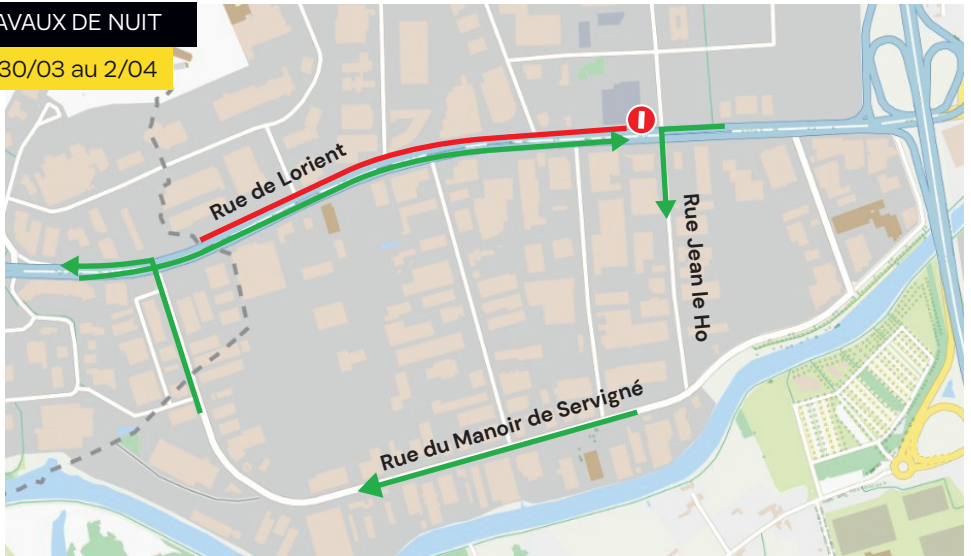 AVAUX DE NUIT
30/03 au 2/04
Rue de Lorient
Rue Jean le Ho
Rue du Manoir de Servigné